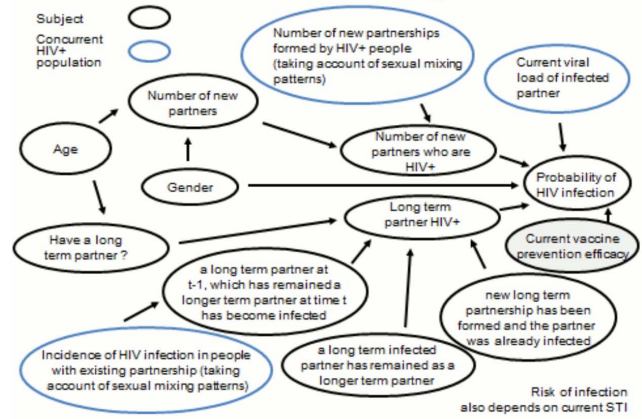 Subject
Concurrent
HIV+
population
Number of new partnerships
formed by HIV+ people
(taking account of sexual mixing
patterns)
Current viral
load of infected
partner
Number of new
partners
Age
Number of new
partners who are
HIV+
Gender
Probability of
HIV infection
Long term
partner HIV+
Have a long
term partner ?
Current vaccine
prevention efficacy
a long term partner at
t-1, which has remained a
longer term partner at time t
has become infected
new long term
partnership has been
formed and the partner
was already infected
Incidence of HIV infection in people
with existing partnership (taking
account of sexual mixing patterns)
a long term infected
partner has remained as a
longer term partner
Risk of infection
also depends on current STI